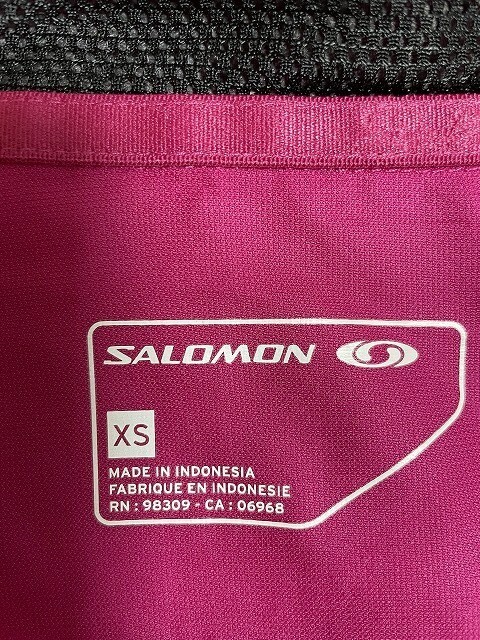 SALOMON
XS
MADE IN INDONESIA
FABRIQUE EN INDONESIE
RN : 98309 - CA : 06968